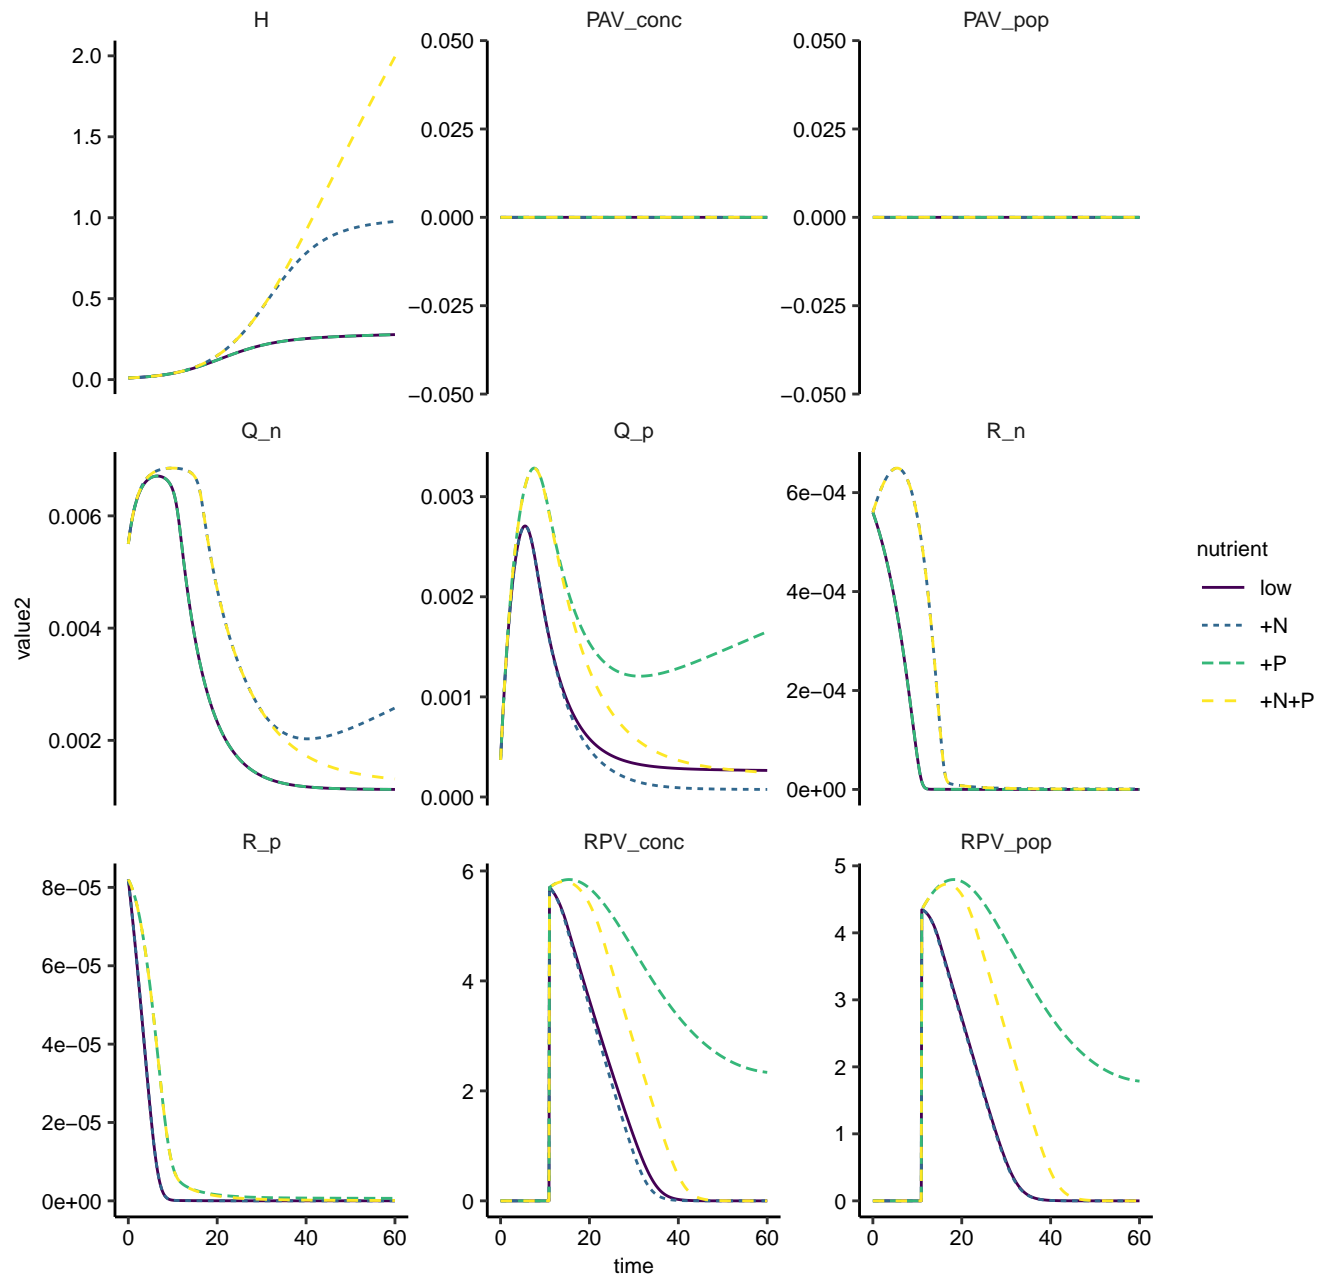 H
PAV_conc
PAV_pop
2.0
1.5
1.0
0.5
0.0
0.050
0.025
0.000
−0.025
−0.050
0.050
0.025
0.000
−0.025
−0.050
Q_n
Q_p
R_n
0.006
0.004
0.002
0.003
0.002
0.001
0.000
6e−04
4e−04
2e−04
0e+00
R_p
RPV_conc
RPV_pop
8e−05
6e−05
4e−05
2e−05
0e+00
6
4
2
0
5
4
3
2
1
0
0 20 40 60
0 20 40 60
0 20 40 60
time
value2
nutrient
low
+N
+P
+N+P